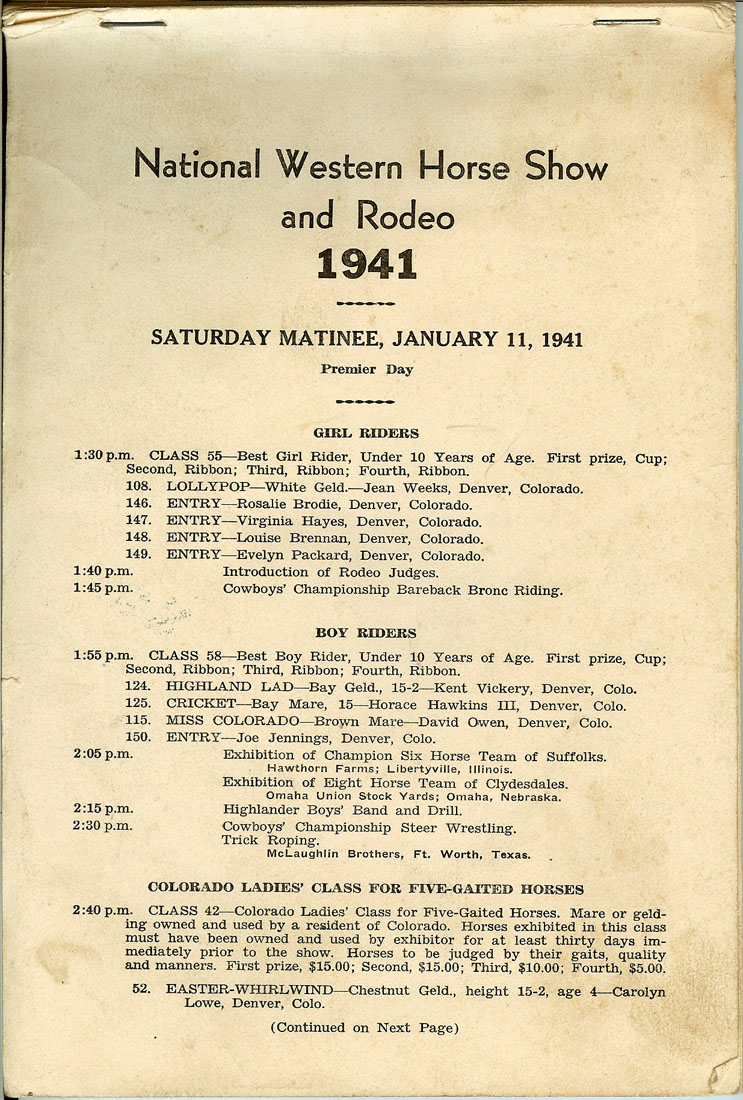 National Western Horse Show
and Rodeo
1941
SATURDAY MATINEE, JANUARY 11, 1941
Premier Day
GIRL RIDERS
1:30 p.m. CLASS 55—Best Girl Rider, Under 10 Years of Age. First prize, Cup;
Second, Ribbon; Third, Ribbon; Fourth, Ribbon.
108. LOLLYPOP—White Geld.—Jean Weeks, Denver, Colorado.
146. ENTRY—Rosalie Brodie, Denver, Colorado.
147. ENTRY—Virginia Hayes, Denver, Colorado.
148. ENTRY—Louise Brennan, Denver, Colorado.
149. ENTRY—Evelyn Packard, Denver, Colorado.
1:40 p.m. Introduction of Rodeo Judges.
1:45 p.m. Cowboys' Championship Bareback Bronc Riding.
BOY RIDERS
1:55 p.m. CLASS 58—Best Boy Rider, Under 10 Years of Age. First prize, Cup;
Second, Ribbon; Third, Ribbon; Fourth, Ribbon.
124. HIGHLAND LAD—Bay Geld., 15-2—Kent Vickery, Denver, Colo.
125. CRICKET—Bay Mare, 15—Horace Hawkins III, Denver, Colo.
115. MISS COLORADO—Brown Mare—David Owen, Denver, Colo.
150. ENTRY—Joe Jennings, Denver, Colo.
2:05 p.m. Exhibition of Champion Six Horse Team of Suffolks.
Hawthorn Farms; Libertyville, Illinois.
Exhibition of Eight Horse Team of Clydesdales.
Omaha Union Stock Yards; Omaha, Nebraska.
2:15 p.m. Highlander Boys' Band and Drill.
2:30 p.m. Cowboys' Championship Steer Wrestling.
Trick Roping.
McLaughlin Brothers, Ft. Worth, Texas.
COLORADO LADIES' CLASS FOR FIVE-GAITED HORSES
2:40 p.m. CLASS 42—Colorado Ladies' Class for Five-Gaited Horses. Mare or geld-
ing owned and used by a resident of Colorado. Horses exhibited in this class
must have been owned and used by exhibitor for at least thirty days im-
mediately prior to the show. Horses to be judged by their gaits, quality
and manners. First prize, $15.00; Second, $15.00; Third, $10.00; Fourth, $5.00.
52. EASTER-WHIRLWIND—Chestnut Geld., height 15-2, age 4—Carolyn
Lowe, Denver, Colo.
(Continued on Next Page)